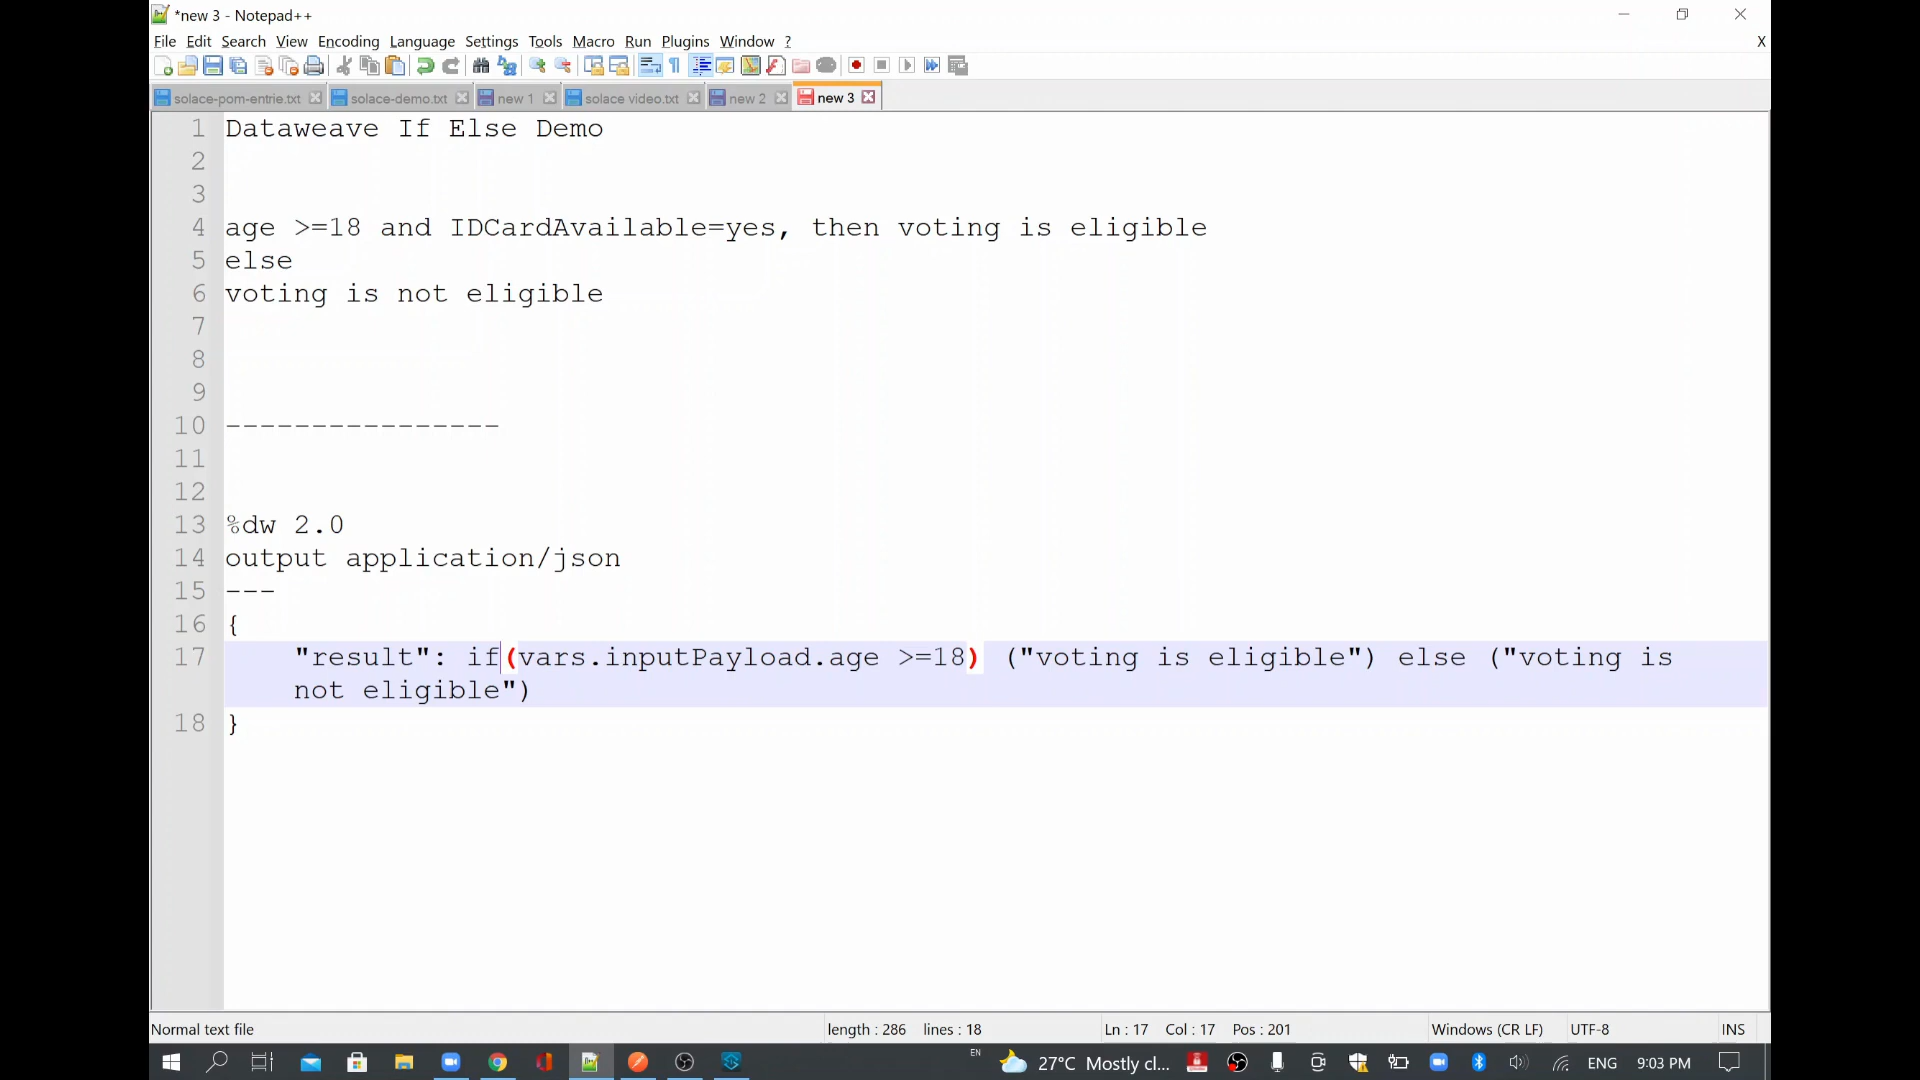 *new 3 - Notepad++
File Edit Search View Encoding Language Settings Tools Macro Run Plugins Window ? X
solace-pom-entrie.txt solace-demo.txt new 1 solace video.txt new 2 new 3
1 Dataweave If Else Demo
2
3
4 age >=18 and IDCardAvailable=yes, then voting is eligible
5 else
6 voting is not eligible
7
8
9
10 ----------------
11
12
13 %dw 2.0
14 output application/json
15 ---
16 {
17 "result": if(vars.inputPayload.age >=18) ("voting is eligible") else ("voting is
not eligible")
18 }
Normal text file length : 286 lines : 18 Ln : 17 Col : 17 Pos : 201 Windows (CR LF) UTF-8 INS
EN 27°C Mostly cl... ENG 9:03 PM